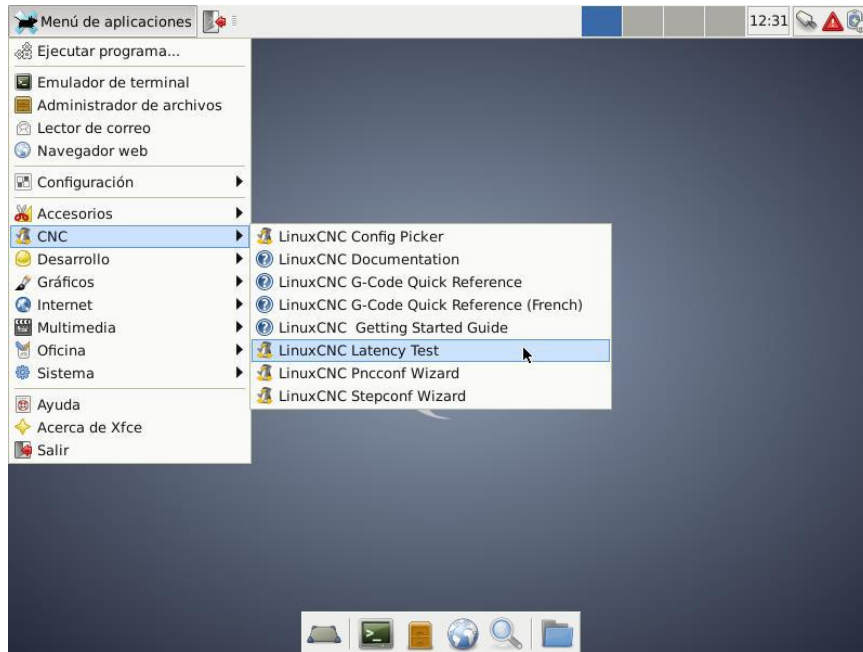 Menú de aplicaciones
12:31
Ejecutar programa...
Emulador de terminal
Administrador de archivos
Lector de correo
Navegador web
Configuración
Accesorios
CNC
Desarrollo
Gráficos
Internet
Multimedia
Oficina
Sistema
Ayuda
Acerca de Xfce
Salir
LinuxCNC Config Picker
LinuxCNC Documentation
LinuxCNC G-Code Quick Reference
LinuxCNC G-Code Quick Reference (French)
LinuxCNC  Getting Started Guide
LinuxCNC Latency Test
LinuxCNC Pncconf Wizard
LinuxCNC Stepconf Wizard